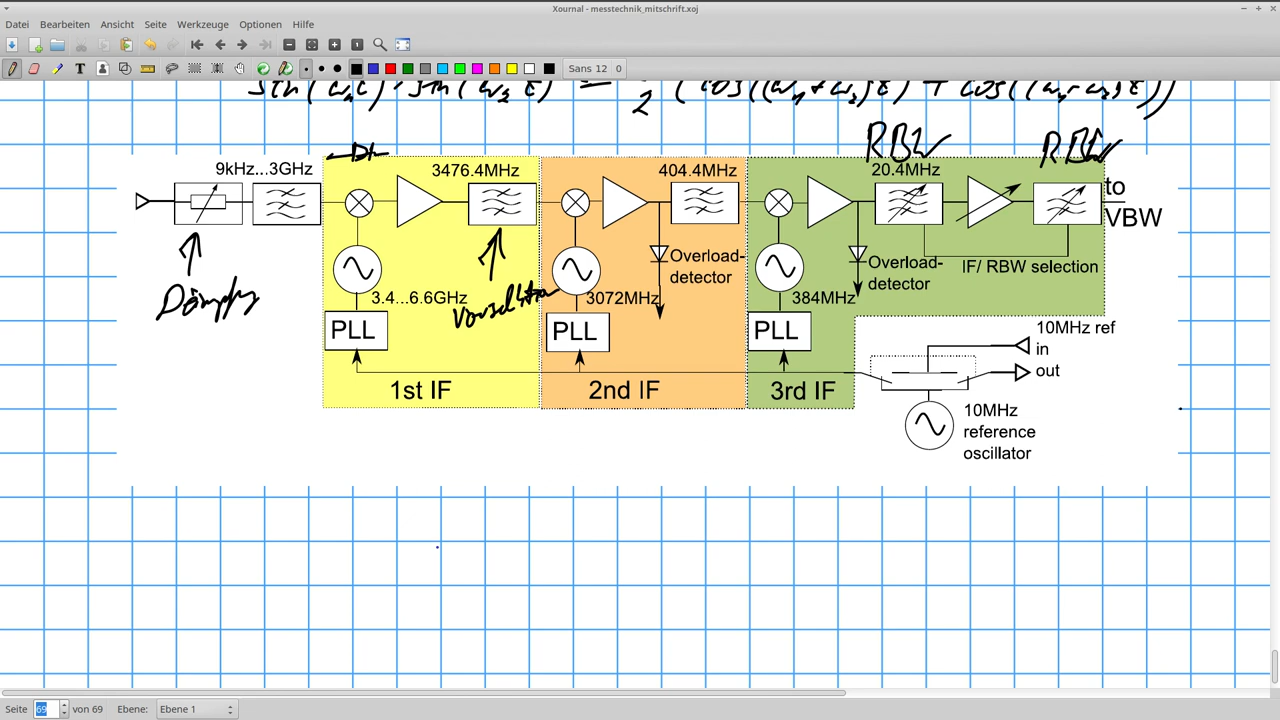 Xournal - messtechnik_mitschrift.xoj
Datei Bearbeiten Ansicht Seite Werkzeuge Optionen Hilfe
T Sans 12 0
RBW RBW
9kHz...3GHz 3476.4MHz 404.4MHz 20.4MHz
to
VBW
Overload-
detector
Overload-
detector
IF/ RBW selection
3.4...6.6GHz 3072MHz 384MHz
PLL PLL PLL
10MHz ref
in
out
1st IF 2nd IF 3rd IF
10MHz
reference
oscillator
Seite 69 von 69 Ebene: Ebene 1